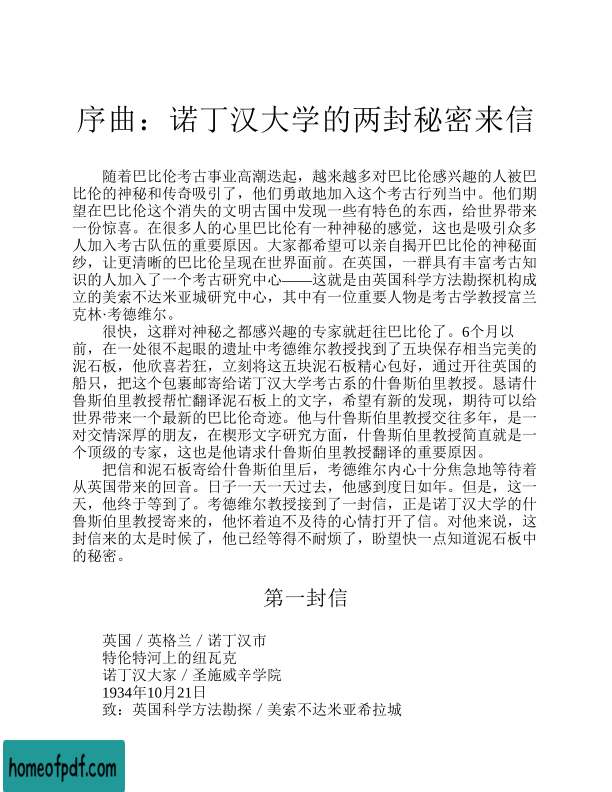 序曲：诺丁汉大学的两封秘密来信
随着巴比伦考古事业高潮迭起，越来越多对巴比伦感兴趣的人被巴
比伦的神秘和传奇吸引了，他们勇敢地加入这个考古行列当中。他们期
望在巴比伦这个消失的文明古国中发现一些有特色的东西，给世界带来
一份惊喜。在很多人的心里巴比伦有一种神秘的感觉，这也是吸引众多
人加入考古队伍的重要原因。大家都希望可以亲自揭开巴比伦的神秘面
纱，让更清晰的巴比伦呈现在世界面前。在英国，一群具有丰富考古知
识的人加入了一个考古研究中心——这就是由英国科学方法勘探机构成
立的美索不达米亚城研究中心，其中有一位重要人物是考古学教授富兰
克林·考德维尔。
很快，这群对神秘之都感兴趣的专家就赶往巴比伦了。6个月以
前，在一处很不起眼的遗址中考德维尔教授找到了五块保存相当完美的
泥石板，他欣喜若狂，立刻将这五块泥石板精心包好，通过开往英国的
船只，把这个包裹邮寄给诺丁汉大学考古系的什鲁斯伯里教授。恳请什
鲁斯伯里教授帮忙翻译泥石板上的文字，希望有新的发现，期待可以给
世界带来一个最新的巴比伦奇迹。他与什鲁斯伯里教授交往多年，是一
对交情深厚的朋友，在楔形文字研究方面，什鲁斯伯里教授简直就是一
个顶级的专家，这也是他请求什鲁斯伯里教授翻译的重要原因。
把信和泥石板寄给什鲁斯伯里后，考德维尔内心十分焦急地等待着
从英国带来的回音。日子一天一天过去，他感到度日如年。但是，这一
天，他终于等到了。考德维尔教授接到了一封信，正是诺丁汉大学的什
鲁斯伯里教授寄来的，他怀着迫不及待的心情打开了信。对他来说，这
封信来的太是时候了，他已经等得不耐烦了，盼望快一点知道泥石板中
的秘密。
第一封信
英国／英格兰／诺丁汉市
特伦特河上的纽瓦克
诺丁汉大家／圣施威辛学院
1934年10月21日
致：英国科学方法勘探／美索不达米亚希拉城
homeofpdf.com